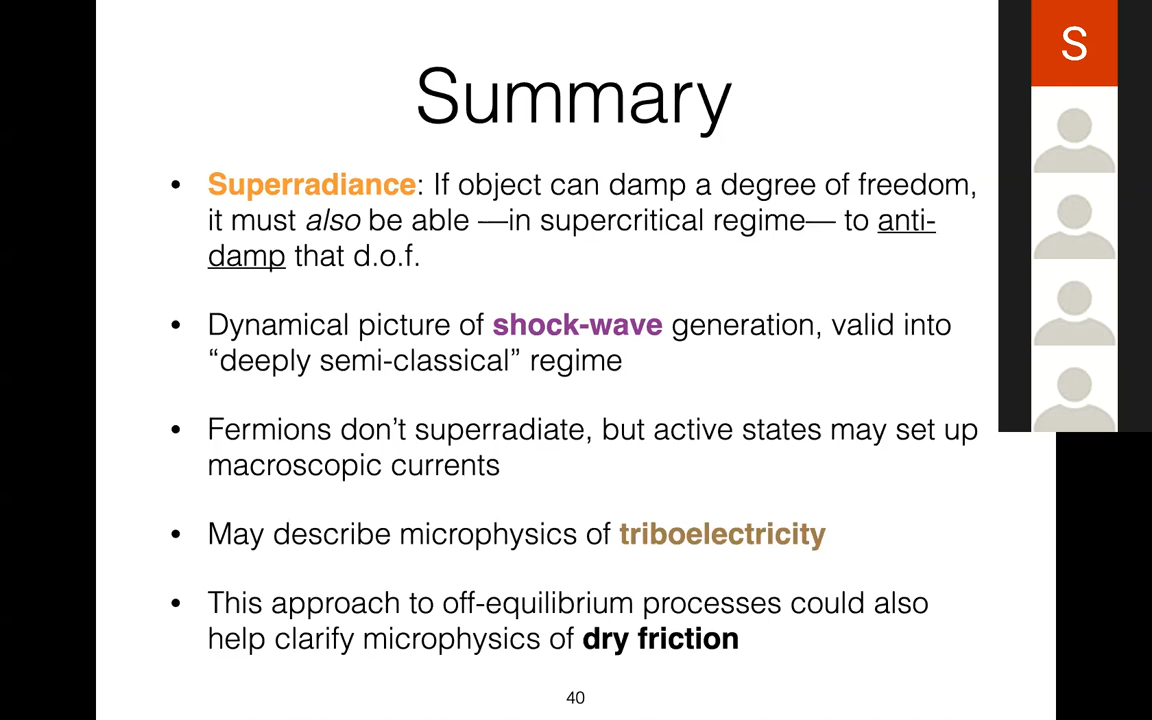 Summary
• Superradiance: If object can damp a degree of freedom,
it must also be able —in supercritical regime— to anti-
damp that d.o.f.
• Dynamical picture of shock-wave generation, valid into
“deeply semi-classical” regime
• Fermions don’t superradiate, but active states may set up
macroscopic currents
• May describe microphysics of triboelectricity
• This approach to off-equilibrium processes could also
help clarify microphysics of dry friction
40
S